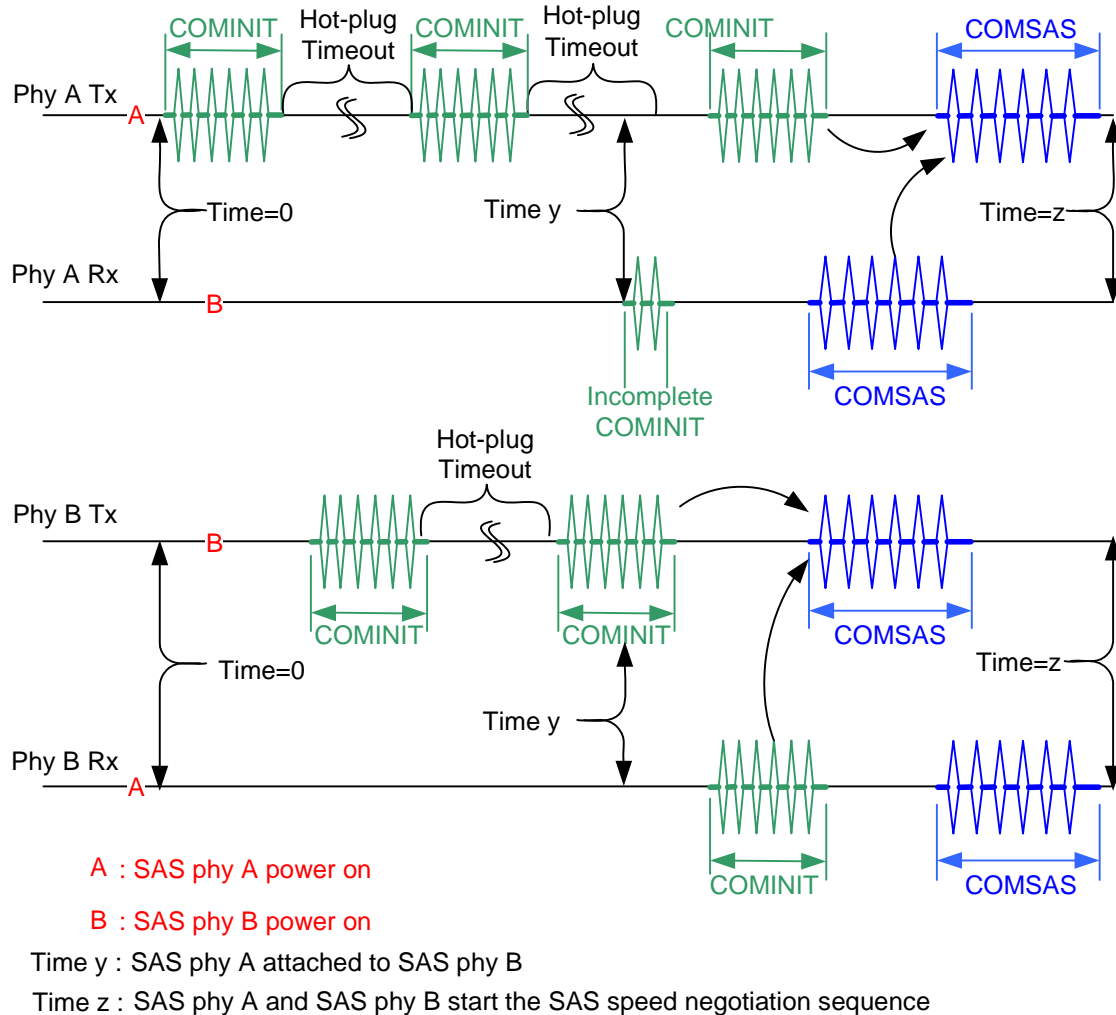 COMINIT
Hot-plug
Timeout
COMINIT
Hot-plug
Timeout
COMINIT
COMSAS
Phy A Tx
A
Time=0
Time y
Time=z
Phy A Rx
B
Incomplete
COMINIT
COMSAS
Hot-plug
Timeout
Phy B Tx
B
COMINIT
COMINIT
COMSAS
Time=0
Time=z
Time y
Phy B Rx
A
COMINIT
COMSAS
A : SAS phy A power on
B : SAS phy B power on
Time y : SAS phy A attached to SAS phy B
Time z : SAS phy A and SAS phy B start the SAS speed negotiation sequence